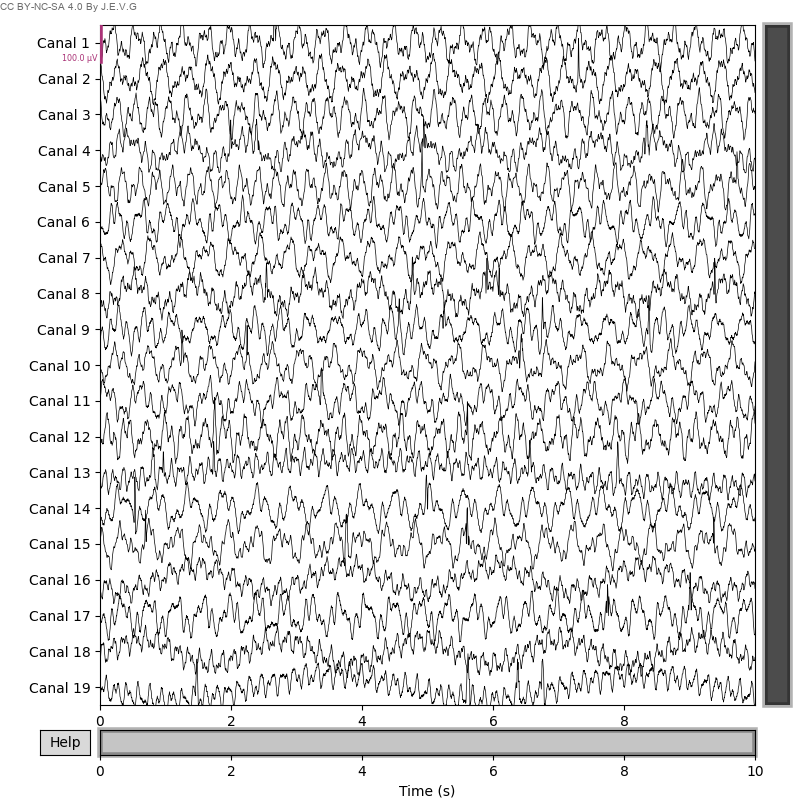 CC BY-NC-SA 4.0 By J.E.V.G
Canal 1
100.0 µV
Canal 2
Canal 3
Canal 4
Canal 5
Canal 6
Canal 7
Canal 8
Canal 9
Canal 10
Canal 11
Canal 12
Canal 13
Canal 14
Canal 15
Canal 16
Canal 17
Canal 18
Canal 19
0 2 4 6 8
Help
0 2 4 6 8 10
Time (s)